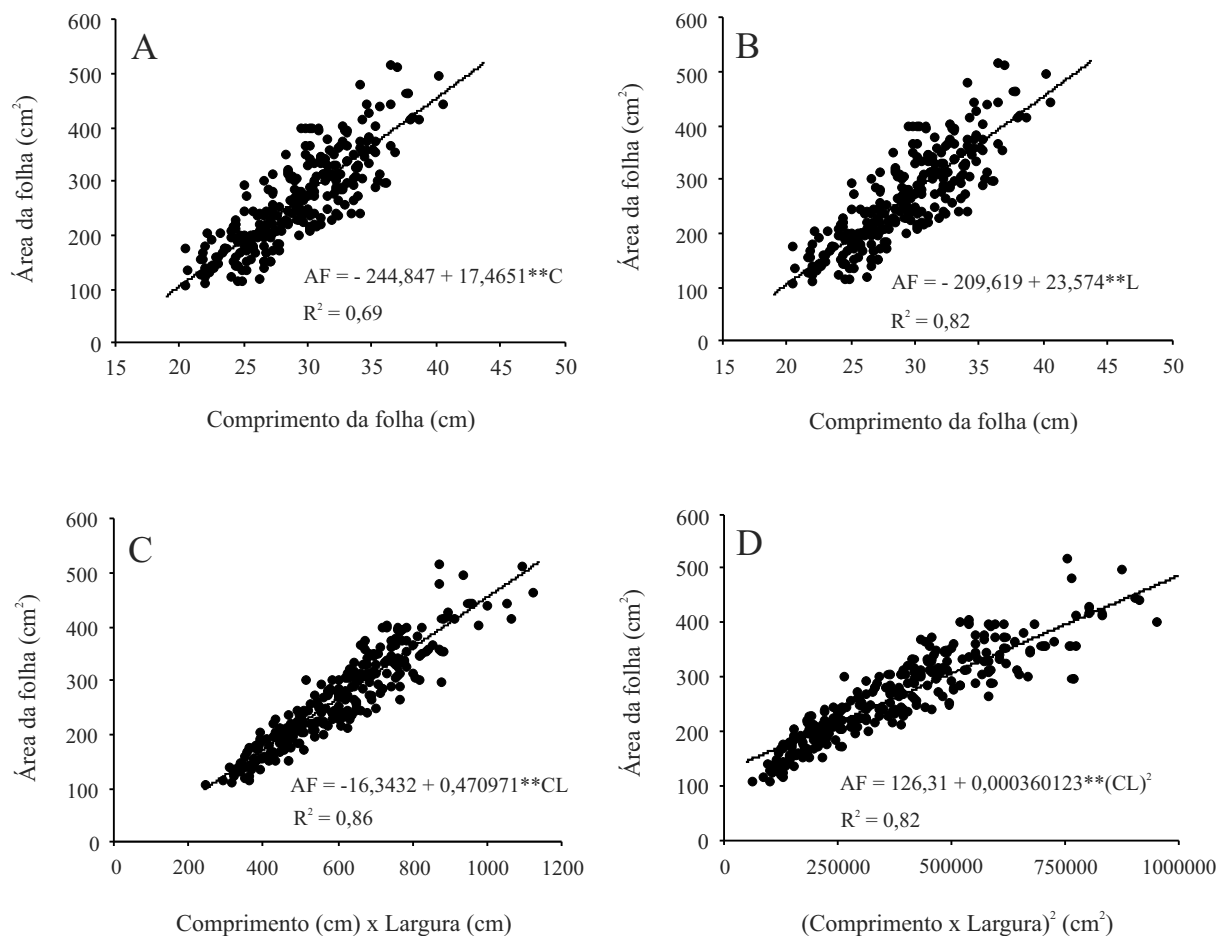 A
Área da folha (cm²)
600
500
400
300
200
100
0
AF = - 244,847 + 17,4651**C
R² = 0,69
15 20 25 30 35 40 45 50
Comprimento da folha (cm)
B
Área da folha (cm²)
600
500
400
300
200
100
0
AF = - 209,619 + 23,574**L
R² = 0,82
15 20 25 30 35 40 45 50
Comprimento da folha (cm)
C
Área da folha (cm²)
600
500
400
300
200
100
0
AF = -16,3432 + 0,470971**CL
R² = 0,86
0 200 400 600 800 1000 1200
Comprimento (cm) x Largura (cm)
D
Área da folha (cm²)
600
500
400
300
200
100
0
AF = 126,31 + 0,000360123**(CL)²
R² = 0,82
0 250000 500000 750000 1000000
(Comprimento x Largura)² (cm²)